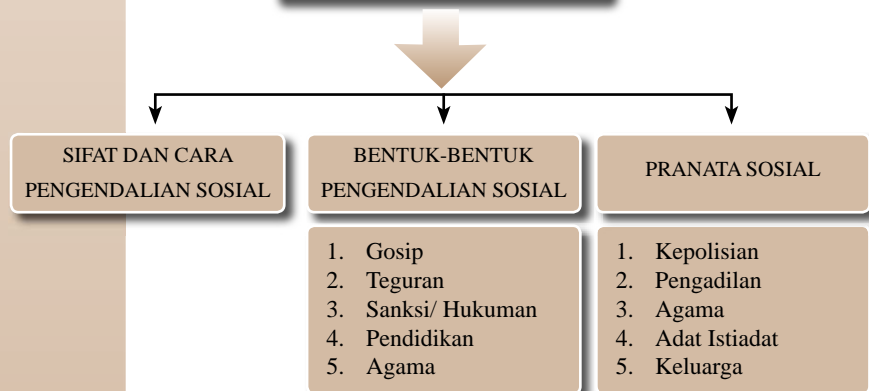 SIFAT DAN CARA
PENGENDALIAN SOSIAL
BENTUK-BENTUK
PENGENDALIAN SOSIAL
PRANATA SOSIAL
1. Gosip
2. Teguran
3. Sanksi/ Hukuman
4. Pendidikan
5. Agama
1. Kepolisian
2. Pengadilan
3. Agama
4. Adat Istiadat
5. Keluarga